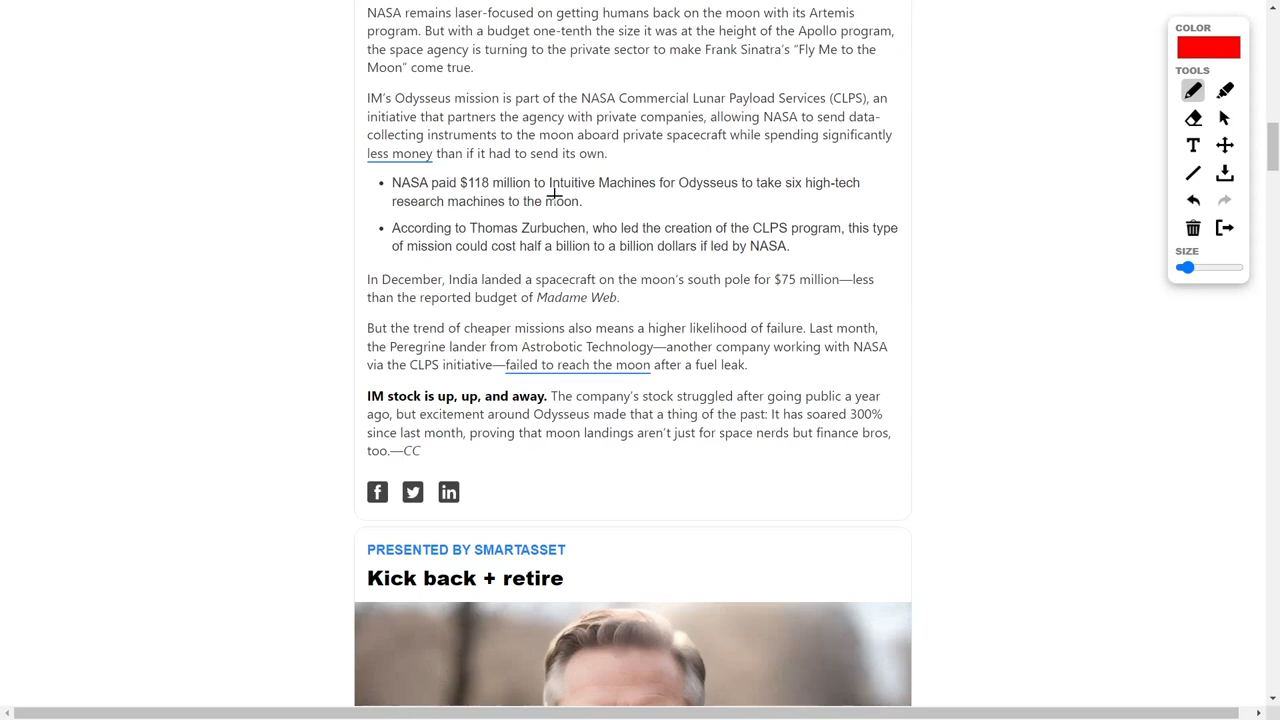 NASA remains laser-focused on getting humans back on the moon with its Artemis
program. But with a budget one-tenth the size it was at the height of the Apollo program,
the space agency is turning to the private sector to make Frank Sinatra's “Fly Me to the
Moon” come true.
IM's Odysseus mission is part of the NASA Commercial Lunar Payload Services (CLPS), an
initiative that partners the agency with private companies, allowing NASA to send data-
collecting instruments to the moon aboard private spacecraft while spending significantly
less money than if it had to send its own.
• NASA paid $118 million to Intuitive Machines for Odysseus to take six high-tech
research machines to the moon.
• According to Thomas Zurbuchen, who led the creation of the CLPS program, this type
of mission could cost half a billion to a billion dollars if led by NASA.
In December, India landed a spacecraft on the moon's south pole for $75 million—less
than the reported budget of Madame Web.
But the trend of cheaper missions also means a higher likelihood of failure. Last month,
the Peregrine lander from Astrobotic Technology—another company working with NASA
via the CLPS initiative—failed to reach the moon after a fuel leak.
IM stock is up, up, and away. The company's stock struggled after going public a year
ago, but excitement around Odysseus made that a thing of the past: It has soared 300%
since last month, proving that moon landings aren't just for space nerds but finance bros,
too.—CC
PRESENTED BY SMARTASSET
Kick back + retire
COLOR
TOOLS
SIZE